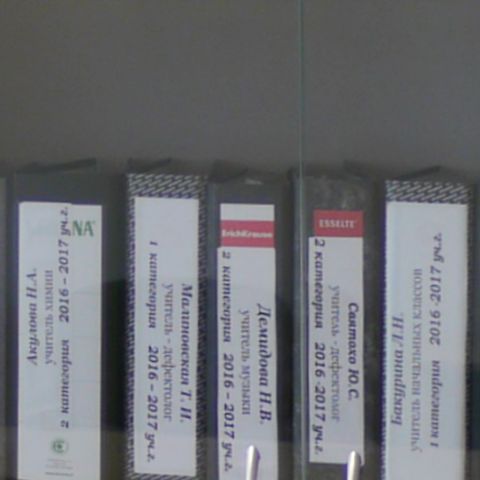 NA
Акулова Н.А.
учитель химии
2 категория 2016 – 2017 уч.г.
Малиновская Т. Н.
учитель - дефектолог
1 категория 2016 – 2017 уч.г.
ErichKrause
Демидова Н.В.
учитель музыки
2 категория 2016 – 2017 уч.г.
ESSELTE
Святохо Ю.С.
учитель - дефектолог
2 категория 2016 -2017 уч.г.
Бакурина Л.Н.
учитель начальных классов
1 категория 2016 -2017 уч.г.